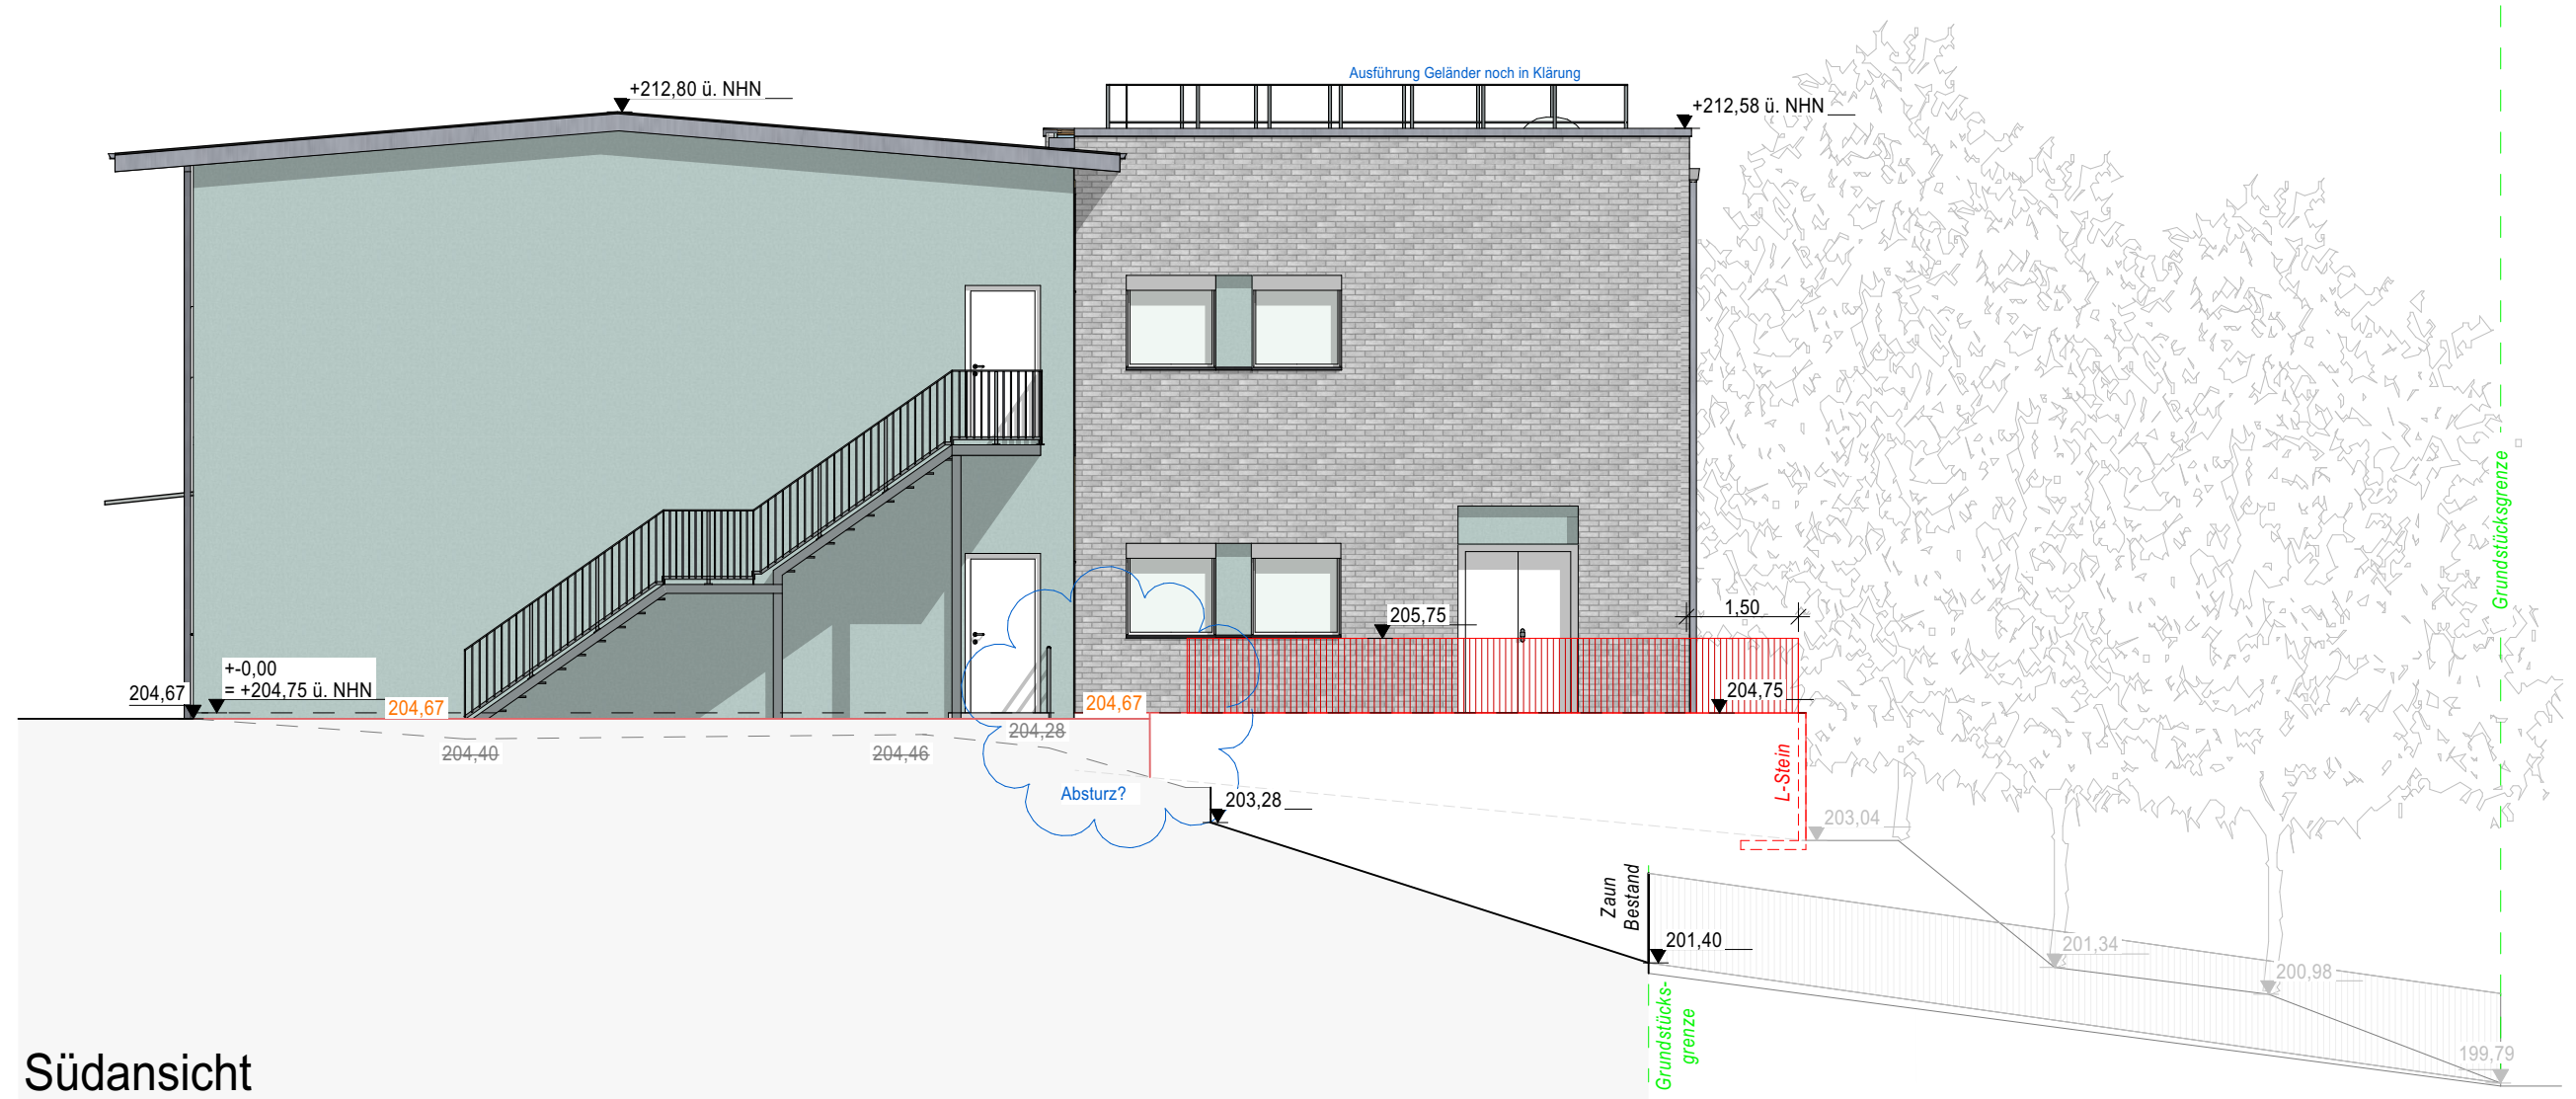 Ausführung Geländer noch in Klärung
+212,80 ü. NHN
+212,58 ü. NHN
Grundstücksgrenze
1,50
205,75
+-0,00
= +204,75 ü. NHN
204,67
204,67
204,67
204,75
204,40
204,46
204,28
L-Stein
Absturz?
203,28
203,04
Zaun
Bestand
201,40
201,34
200,98
Grundstücks-
grenze
199,79
Südansicht